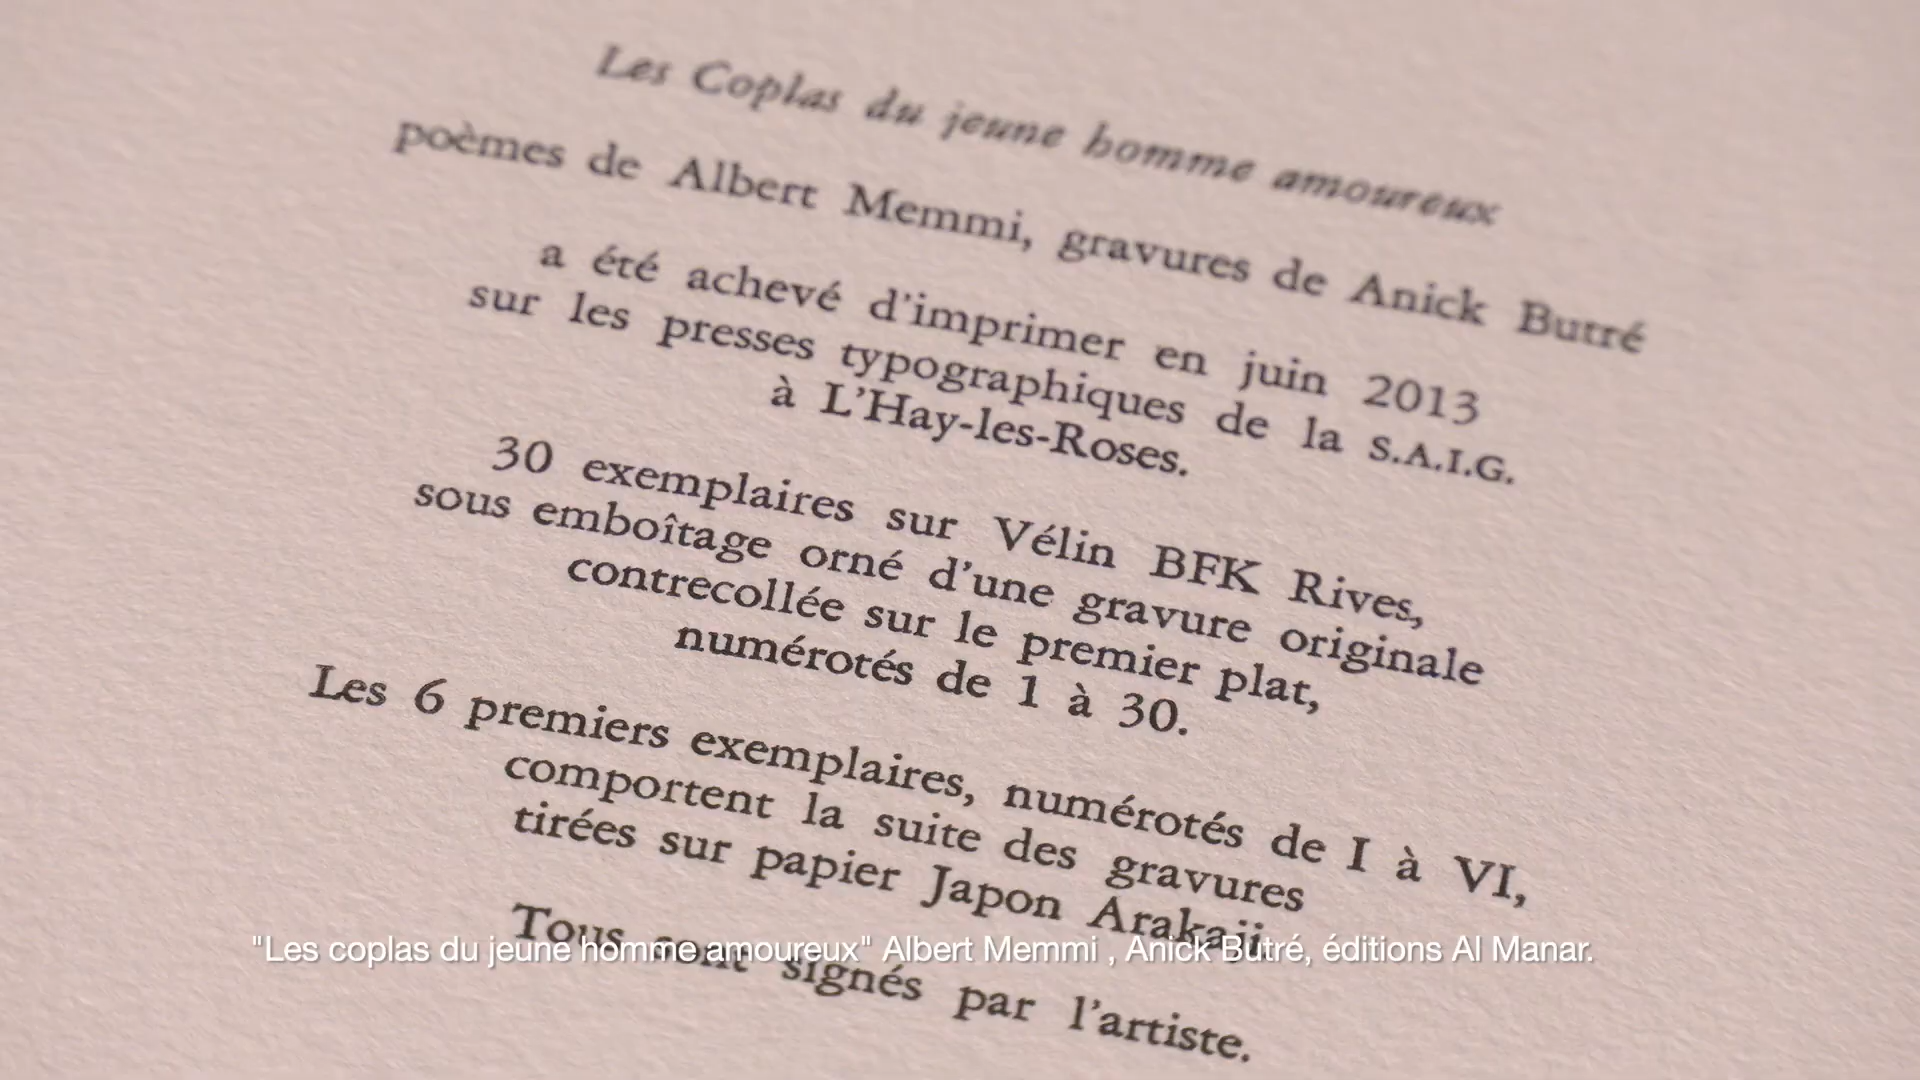 Les Coplas du jeune homme amoureux
poèmes de Albert Memmi, gravures de Anick Butré
a été achevé d'imprimer en juin 2013
sur les presses typographiques de la S.A.I.G.
à L'Hay-les-Roses.
30 exemplaires sur Vélin BFK Rives,
sous emboîtage orné d'une gravure originale
contrecollée sur le premier plat,
numérotés de 1 à 30.
Les 6 premiers exemplaires, numérotés de I à VI,
comportent la suite des gravures
tirées sur papier Japon Arakaji.
Tous sont signés par l'artiste.
"Les coplas du jeune homme amoureux" Albert Memmi , Anick Butré, éditions Al Manar.